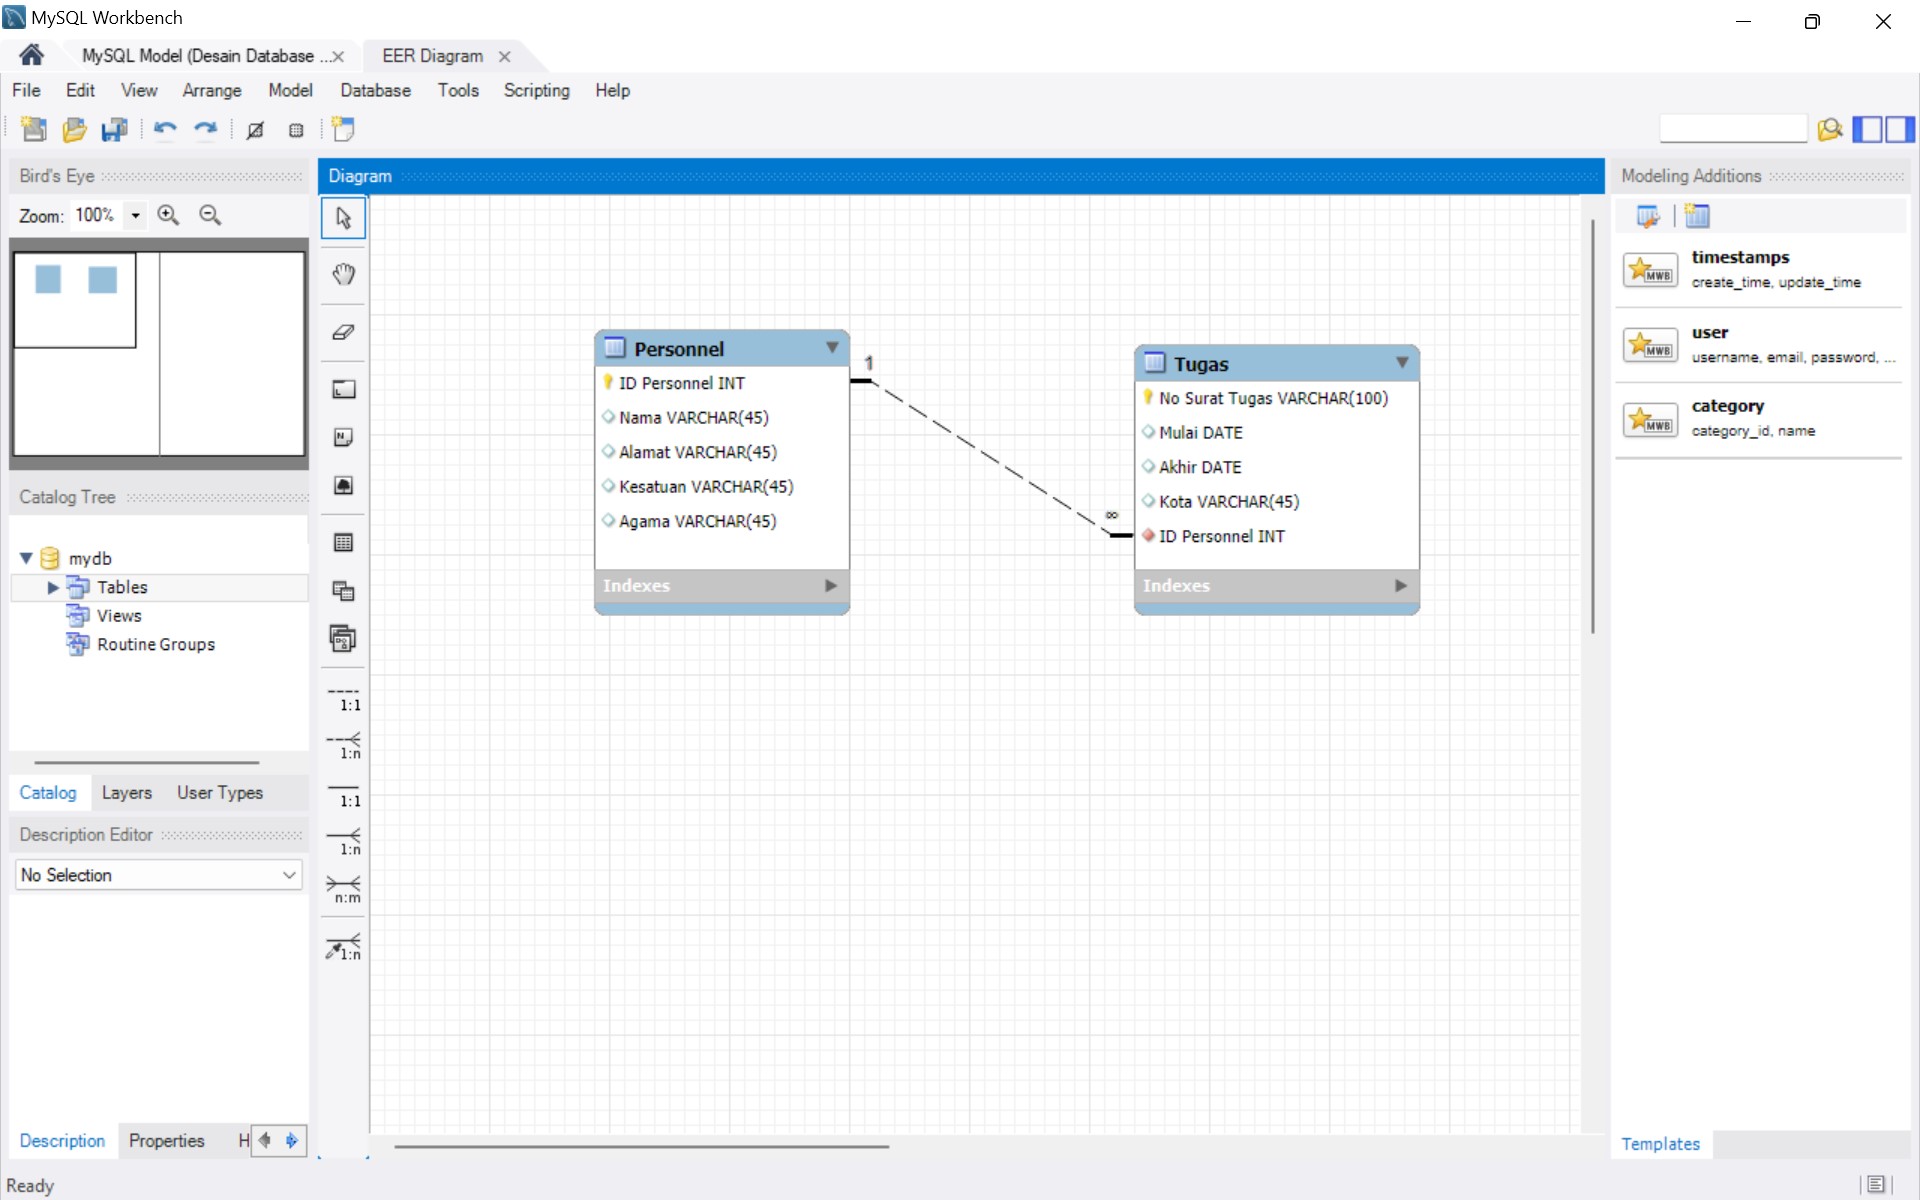 MySQL Workbench
MySQL Model (Desain Database ...
EER Diagram
File Edit View Arrange Model Database Tools Scripting Help
Bird's Eye
Zoom: 100%
Catalog Tree
mydb
Tables
Views
Routine Groups
Catalog Layers User Types
Description Editor
No Selection
Description Properties H
Diagram
1:1
1:n
1:1
1:n
n:m
1:n
Personnel
ID Personnel INT
Nama VARCHAR(45)
Alamat VARCHAR(45)
Kesatuan VARCHAR(45)
Agama VARCHAR(45)
Indexes
1
∞
Tugas
No Surat Tugas VARCHAR(100)
Mulai DATE
Akhir DATE
Kota VARCHAR(45)
ID Personnel INT
Indexes
Modeling Additions
MWB
timestamps
create_time, update_time
MWB
user
username, email, password, ...
MWB
category
category_id, name
Templates
Ready